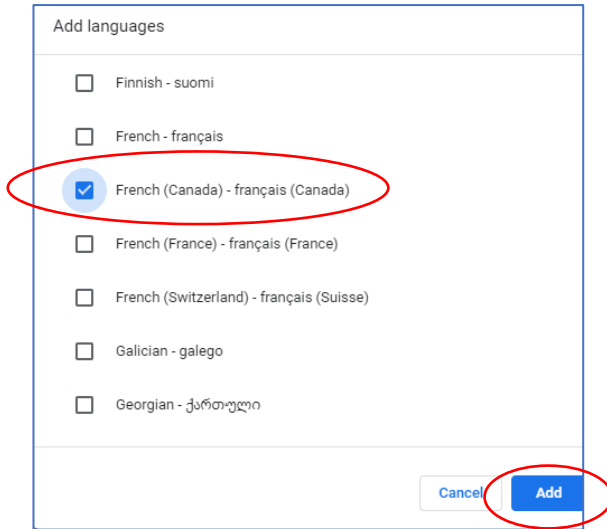 Add languages
Finnish - suomi
French - français
French (Canada) - français (Canada)
French (France) - français (France)
French (Switzerland) - français (Suisse)
Galician - galego
Georgian - ქართული
Cancel Add